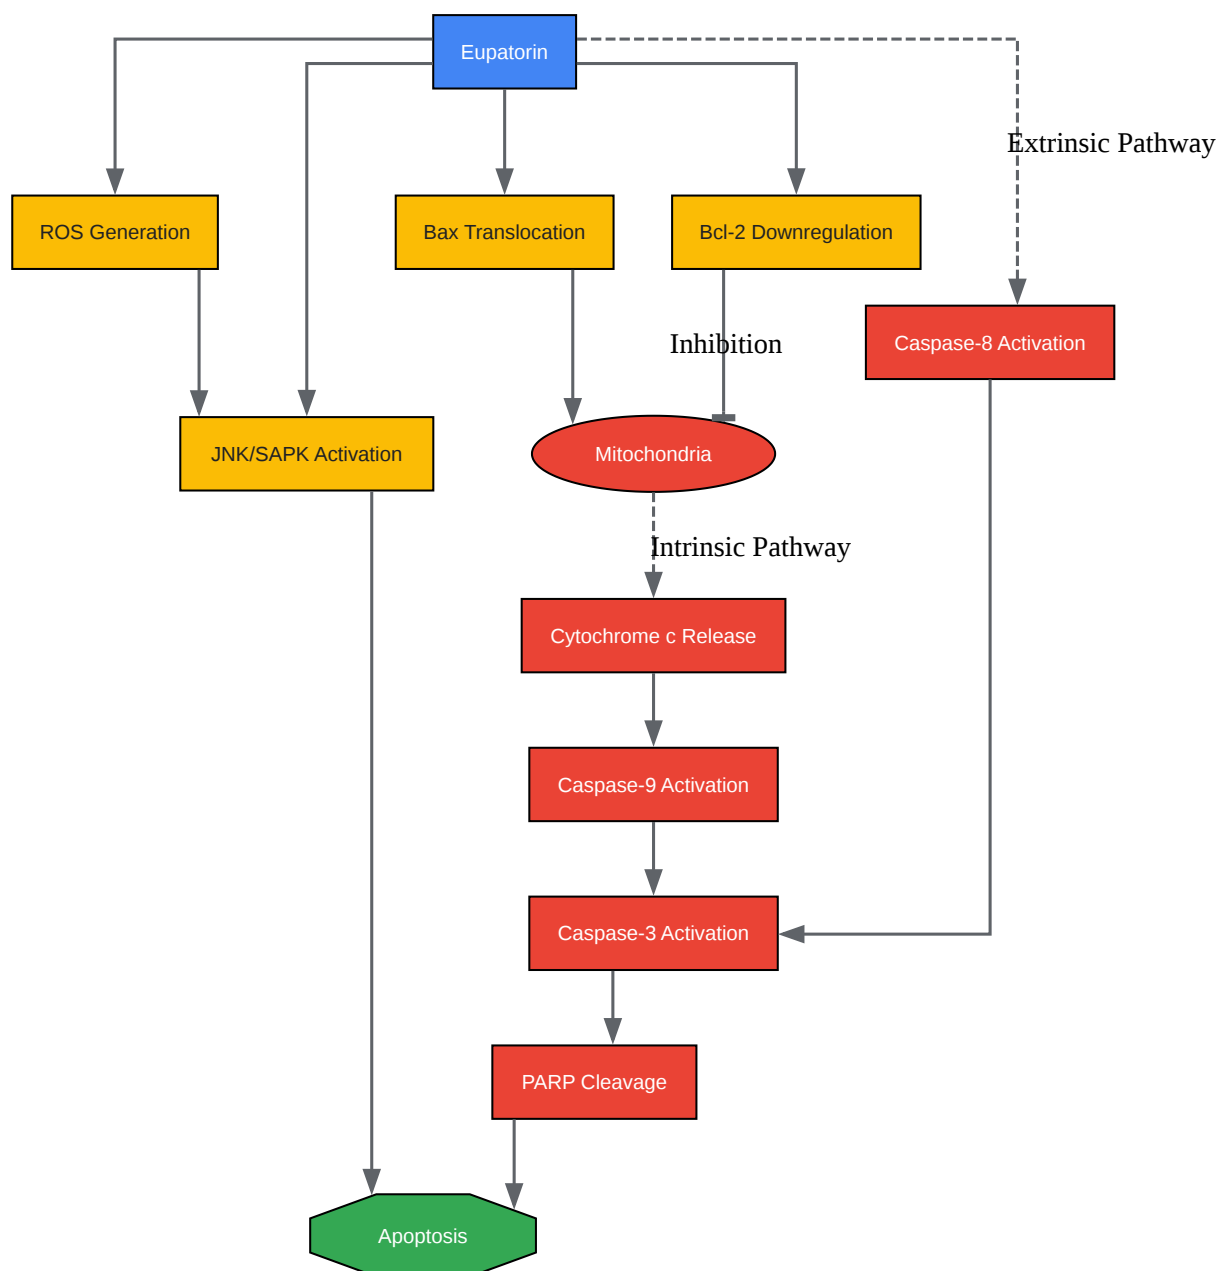 Eupatorin
Extrinsic Pathway
ROS Generation
Bax Translocation
Bcl-2 Downregulation
Inhibition
Caspase-8 Activation
JNK/SAPK Activation
Mitochondria
Intrinsic Pathway
Cytochrome c Release
Caspase-9 Activation
Caspase-3 Activation
PARP Cleavage
Apoptosis